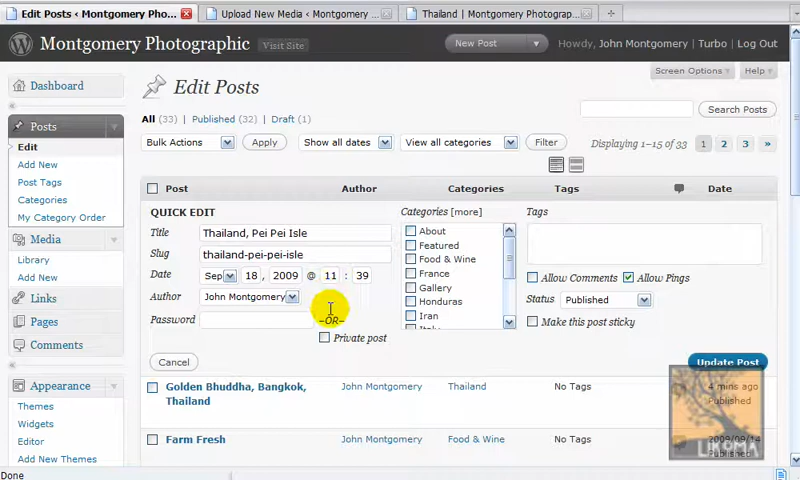 Edit Posts ‹ Montgomery Pho...
Upload New Media ‹ Montgomery ...
Thailand | Montgomery Photograp...
Montgomery Photographic
Visit Site
New Post
Howdy, John Montgomery | Turbo | Log Out
Screen Options
Help
Dashboard
Posts
Edit
Add New
Post Tags
Categories
My Category Order
Media
Library
Add New
Links
Pages
Comments
Appearance
Themes
Widgets
Editor
Add New Themes
Edit Posts
All (33) | Published (32) | Draft (1)
Search Posts
Bulk Actions
Apply
Show all dates
View all categories
Filter
Displaying 1–15 of 33
1 2 3 »
Post Author Categories Tags Date
QUICK EDIT
Title Thailand, Pei Pei Isle
Slug thailand-pei-pei-isle
Date Sep 18, 2009 @ 11 : 39
Author John Montgomery
Password
–OR–
Private post
Categories [more]
About
Featured
Food & Wine
France
Gallery
Honduras
Iran
Italy
Tags
Allow Comments
Allow Pings
Status Published
Make this post sticky
Cancel
Update Post
Golden Bhuddha, Bangkok, Thailand
John Montgomery
Thailand
No Tags
4 mins ago
Published
Farm Fresh
John Montgomery
Food & Wine
No Tags
2009/09/14
Published
LIKOMA
Done